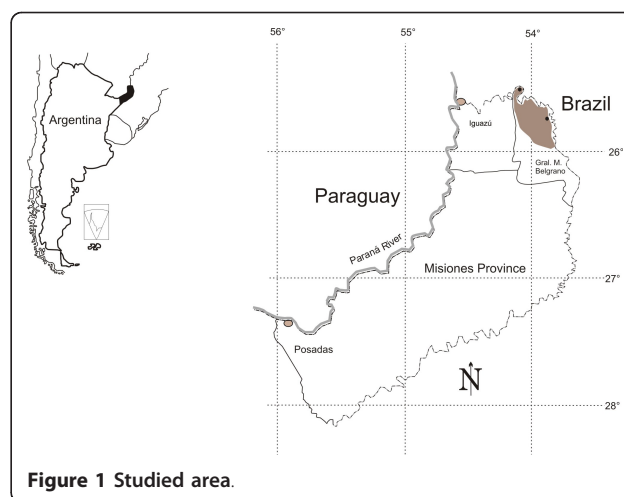 56°
55°
54°
Argentina
Brazil
Iguazú
26°
Gral. M.
Belgrano
Paraguay
Paraná River
Misiones Province
27°
Posadas
N
28°
Figure 1 Studied area.